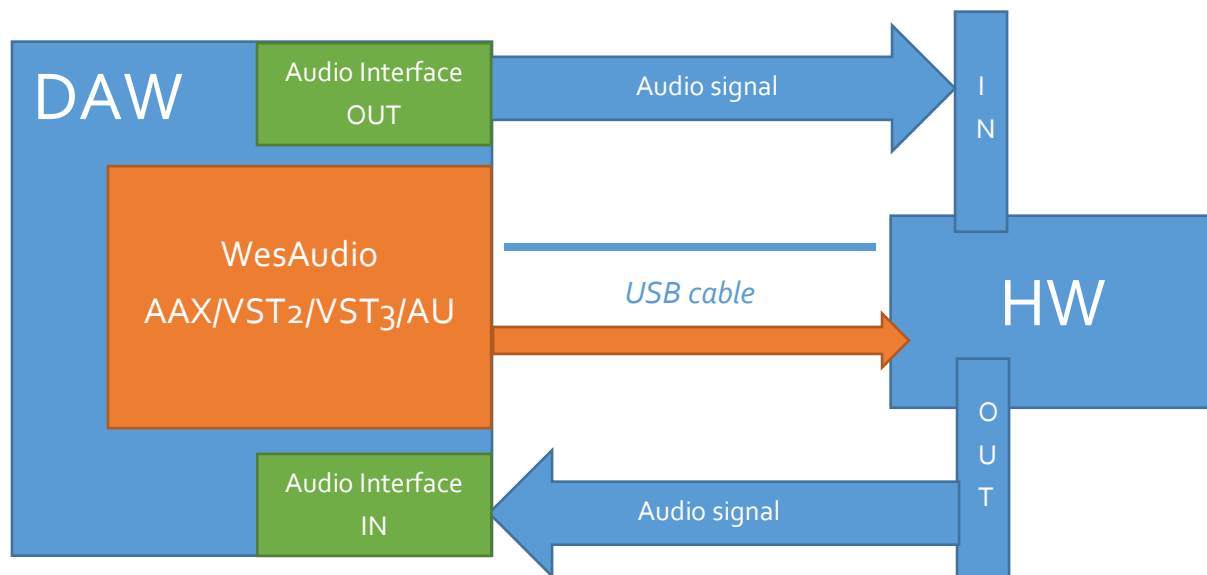 DAW
Audio Interface
OUT
Audio signal
I
N
WesAudio
AAX/VST2/VST3/AU
USB cable
HW
Audio Interface
IN
Audio signal
O
U
T